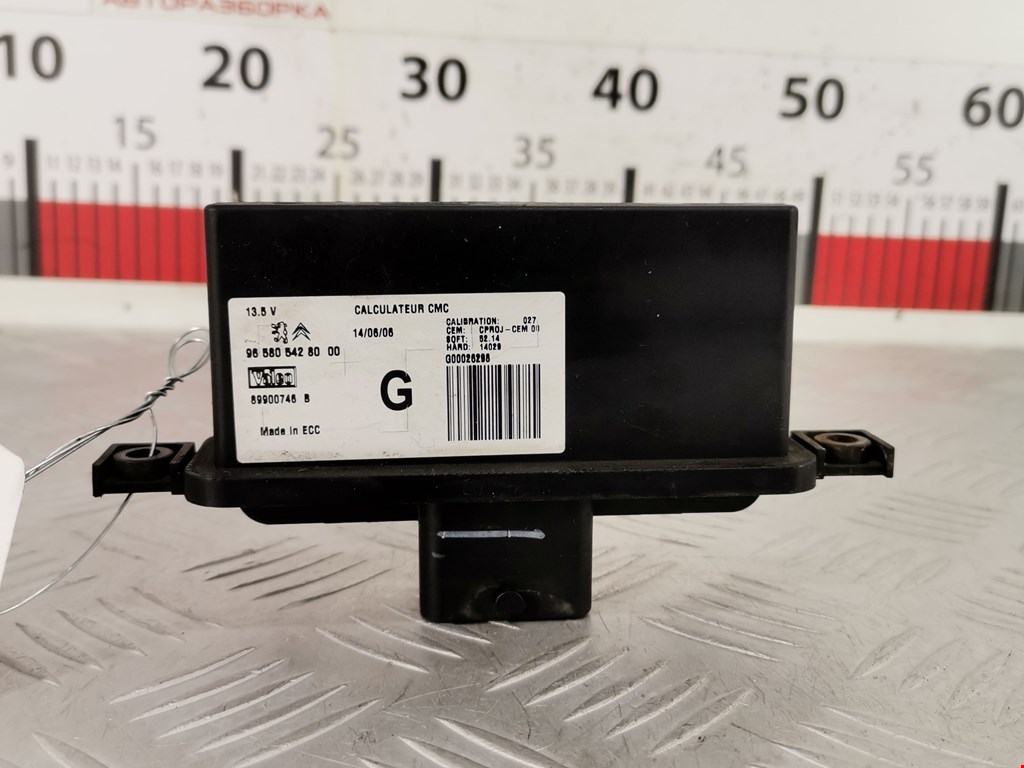 АВТОРАЗБОРКА
10 20 30 40 50 60
15 25 35 45 55
13.5 V
CALCULATEUR CMC
14/06/06
CALIBRATION: 027
CEM: CPROJ-CEM 00
SOFT: 52.14
HARD: 14029
G00026298
96 580 542 80 00
Valeo
89900746 B
G
Made in ECC